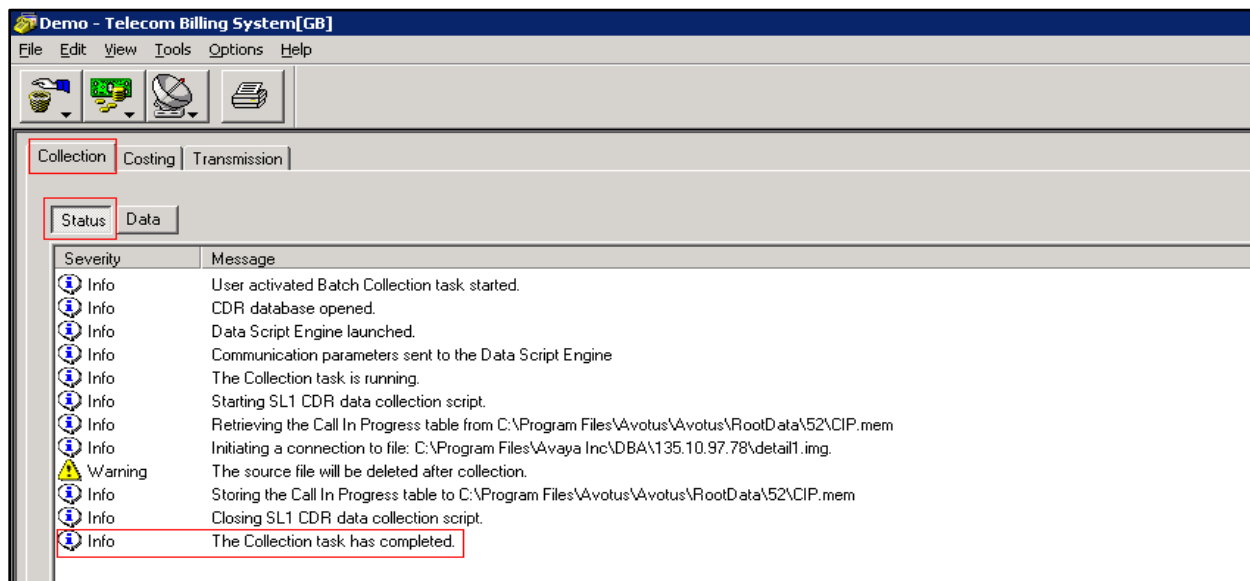 Demo - Telecom Billing System[GB]
File Edit View Tools Options Help
Collection Costing Transmission
Status Data
Severity Message
Info User activated Batch Collection task started.
Info CDR database opened.
Info Data Script Engine launched.
Info Communication parameters sent to the Data Script Engine
Info The Collection task is running.
Info Starting SL1 CDR data collection script.
Info Retrieving the Call In Progress table from C:\Program Files\Avotus\Avotus\RootData\52\CIP.mem
Info Initiating a connection to file: C:\Program Files\Avaya Inc\DBA\135.10.97.78\detail1.img.
Warning The source file will be deleted after collection.
Info Storing the Call In Progress table to C:\Program Files\Avotus\Avotus\RootData\52\CIP.mem
Info Closing SL1 CDR data collection script.
Info The Collection task has completed.